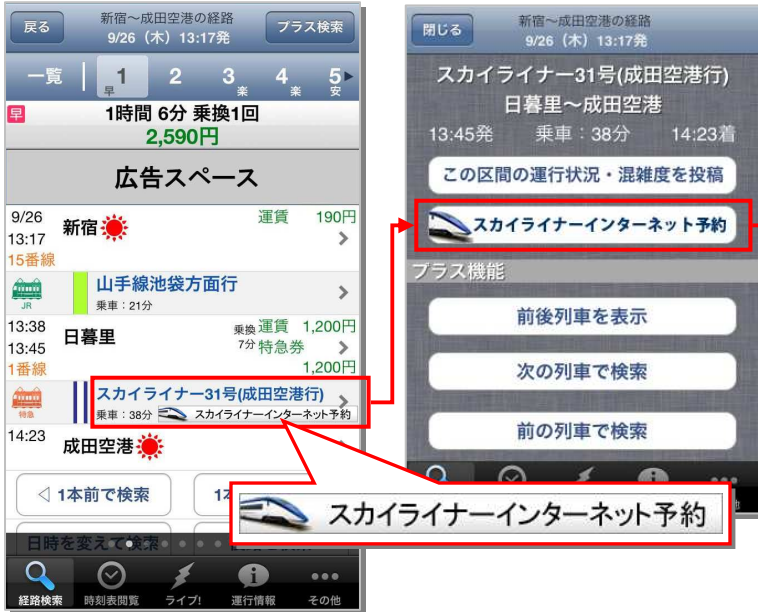 戻る
新宿～成田空港の経路
9/26（木）13:17発
プラス検索
一覧
1
早
2
3
楽
4
楽
5
安
早
1時間 6分 乗換1回
2,590円
広告スペース
9/26
13:17
15番線
新宿
運賃 190円
JR
山手線池袋方面行
乗車：21分
13:38
13:45
1番線
日暮里
乗換
7分
運賃 1,200円
特急券
1,200円
特急
スカイライナー31号(成田空港行)
乗車：38分
スカイライナーインターネット予約
14:23
成田空港
◁ 1本前で検索
日時を変えて検索
経路検索
時刻表閲覧
ライブ!
運行情報
その他
閉じる
新宿～成田空港の経路
9/26（木）13:17発
スカイライナー31号(成田空港行)
日暮里～成田空港
13:45発 乗車：38分 14:23着
この区間の運行状況・混雑度を投稿
スカイライナーインターネット予約
プラス機能
前後列車を表示
次の列車で検索
前の列車で検索
スカイライナーインターネット予約